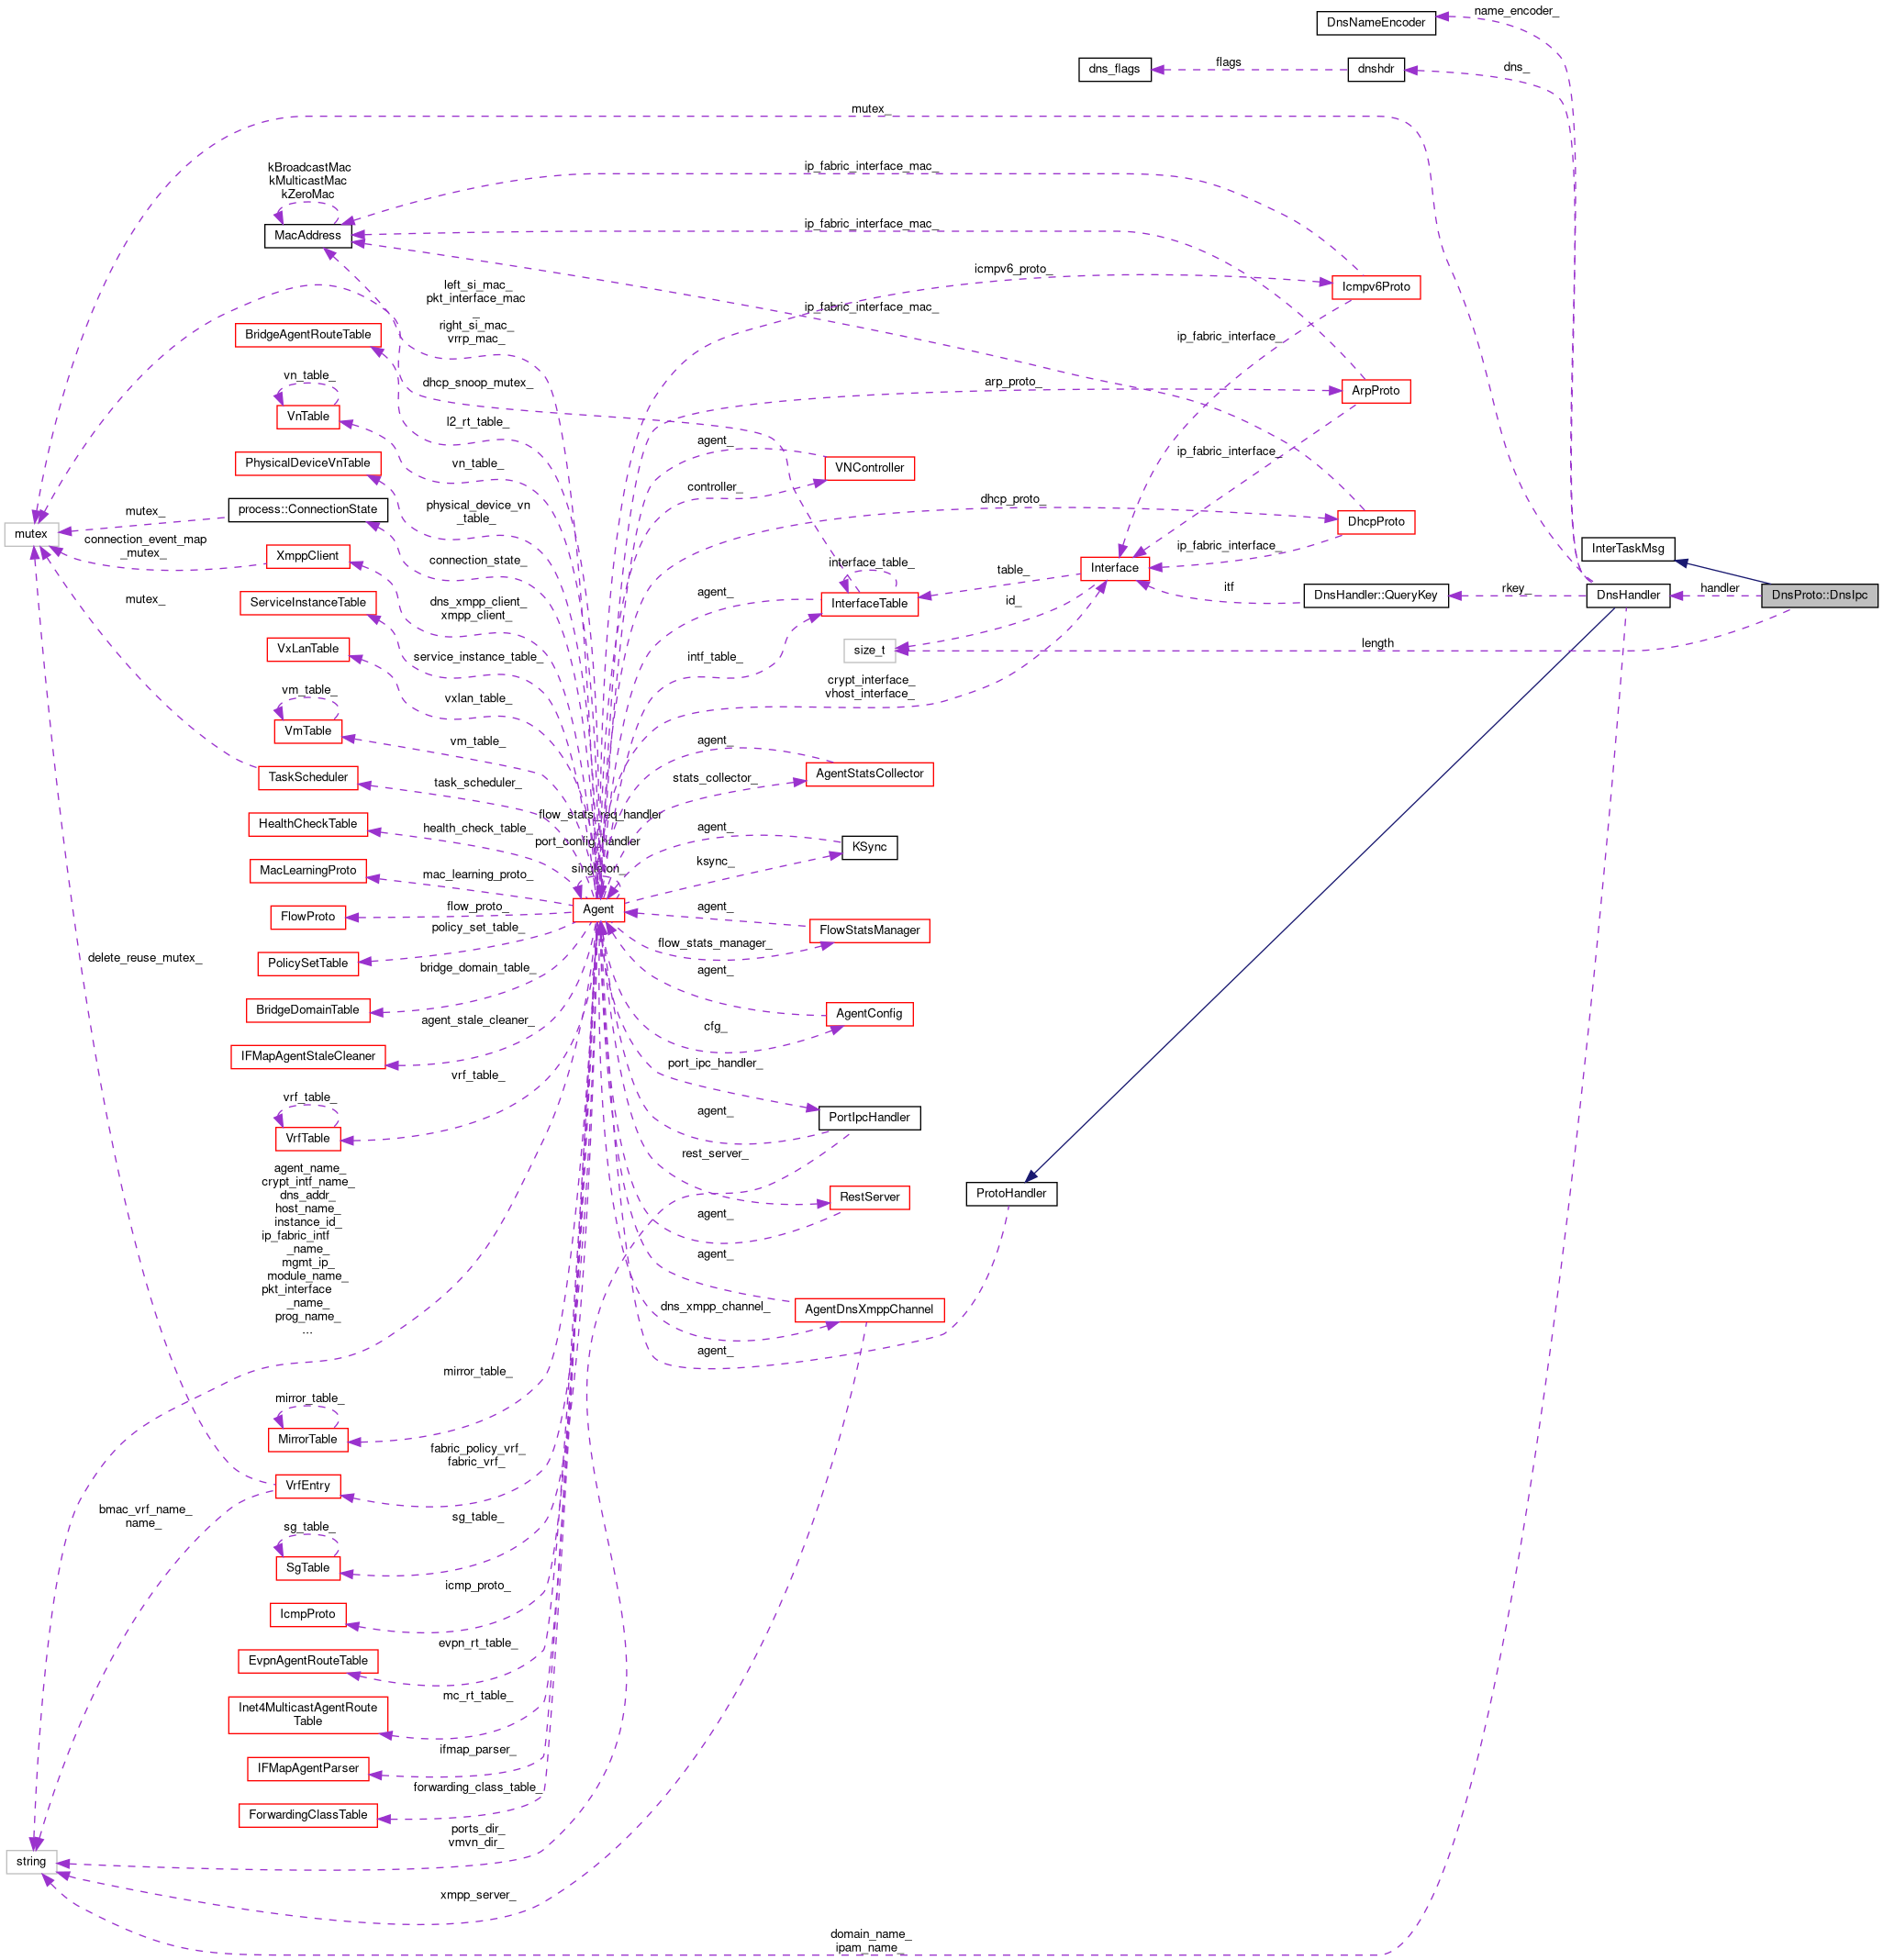 name_encoder_
DnsNameEncoder
dns_flags
flags
dnshdr
dns_
mutex_
kBroadcastMac
kMulticastMac
kZeroMac
MacAddress
ip_fabric_interface_mac_
ip_fabric_interface_mac_
icmpv6_proto_
Icmpv6Proto
left_si_mac_
pkt_interface_mac
_
right_si_mac_
vrrp_mac_
ip_fabric_interface_mac_
BridgeAgentRouteTable
ip_fabric_interface_
vn_table_
VnTable
dhcp_snoop_mutex_
arp_proto_
ArpProto
l2_rt_table_
agent_
ip_fabric_interface_
PhysicalDeviceVnTable
vn_table_
VNController
controller_
process::ConnectionState
mutex_
physical_device_vn
_table_
dhcp_proto_
DhcpProto
mutex
connection_event_map
_mutex_
XmppClient
connection_state_
interface_table_
Interface
table_
ip_fabric_interface_
InterTaskMsg
mutex_
ServiceInstanceTable
dns_xmpp_client_
xmpp_client_
agent_
InterfaceTable
id_
itf
DnsHandler::QueryKey
rkey_
DnsHandler
handler
DnsProto::DnsIpc
VxLanTable
service_instance_table_
intf_table_
size_t
length
vm_table_
VmTable
vxlan_table_
crypt_interface_
vhost_interface_
vm_table_
agent_
TaskScheduler
task_scheduler_
stats_collector_
AgentStatsCollector
HealthCheckTable
health_check_table_
flow_stats_req_handler
port_config_handler
singleton_
agent_
KSync
ksync_
MacLearningProto
mac_learning_proto_
FlowProto
flow_proto_
Agent
agent_
FlowStatsManager
policy_set_table_
PolicySetTable
flow_stats_manager_
delete_reuse_mutex_
bridge_domain_table_
agent_
BridgeDomainTable
AgentConfig
agent_stale_cleaner_
cfg_
IFMapAgentStaleCleaner
port_ipc_handler_
vrf_table_
vrf_table_
VrfTable
agent_
PortIpcHandler
rest_server_
agent_name_
crypt_intf_name_
dns_addr_
host_name_
instance_id_
ip_fabric_intf
_name_
mgmt_ip_
module_name_
pkt_interface
_name_
prog_name_
...
RestServer
ProtoHandler
agent_
agent_
dns_xmpp_channel_
AgentDnsXmppChannel
agent_
mirror_table_
mirror_table_
MirrorTable
fabric_policy_vrf_
fabric_vrf_
VrfEntry
bmac_vrf_name_
name_
sg_table_
sg_table_
SgTable
icmp_proto_
IcmpProto
evpn_rt_table_
EvpnAgentRouteTable
mc_rt_table_
Inet4MulticastAgentRoute
Table
ifmap_parser_
IFMapAgentParser
forwarding_class_table_
ForwardingClassTable
ports_dir_
vmvn_dir_
string
xmpp_server_
domain_name_
ipam_name_